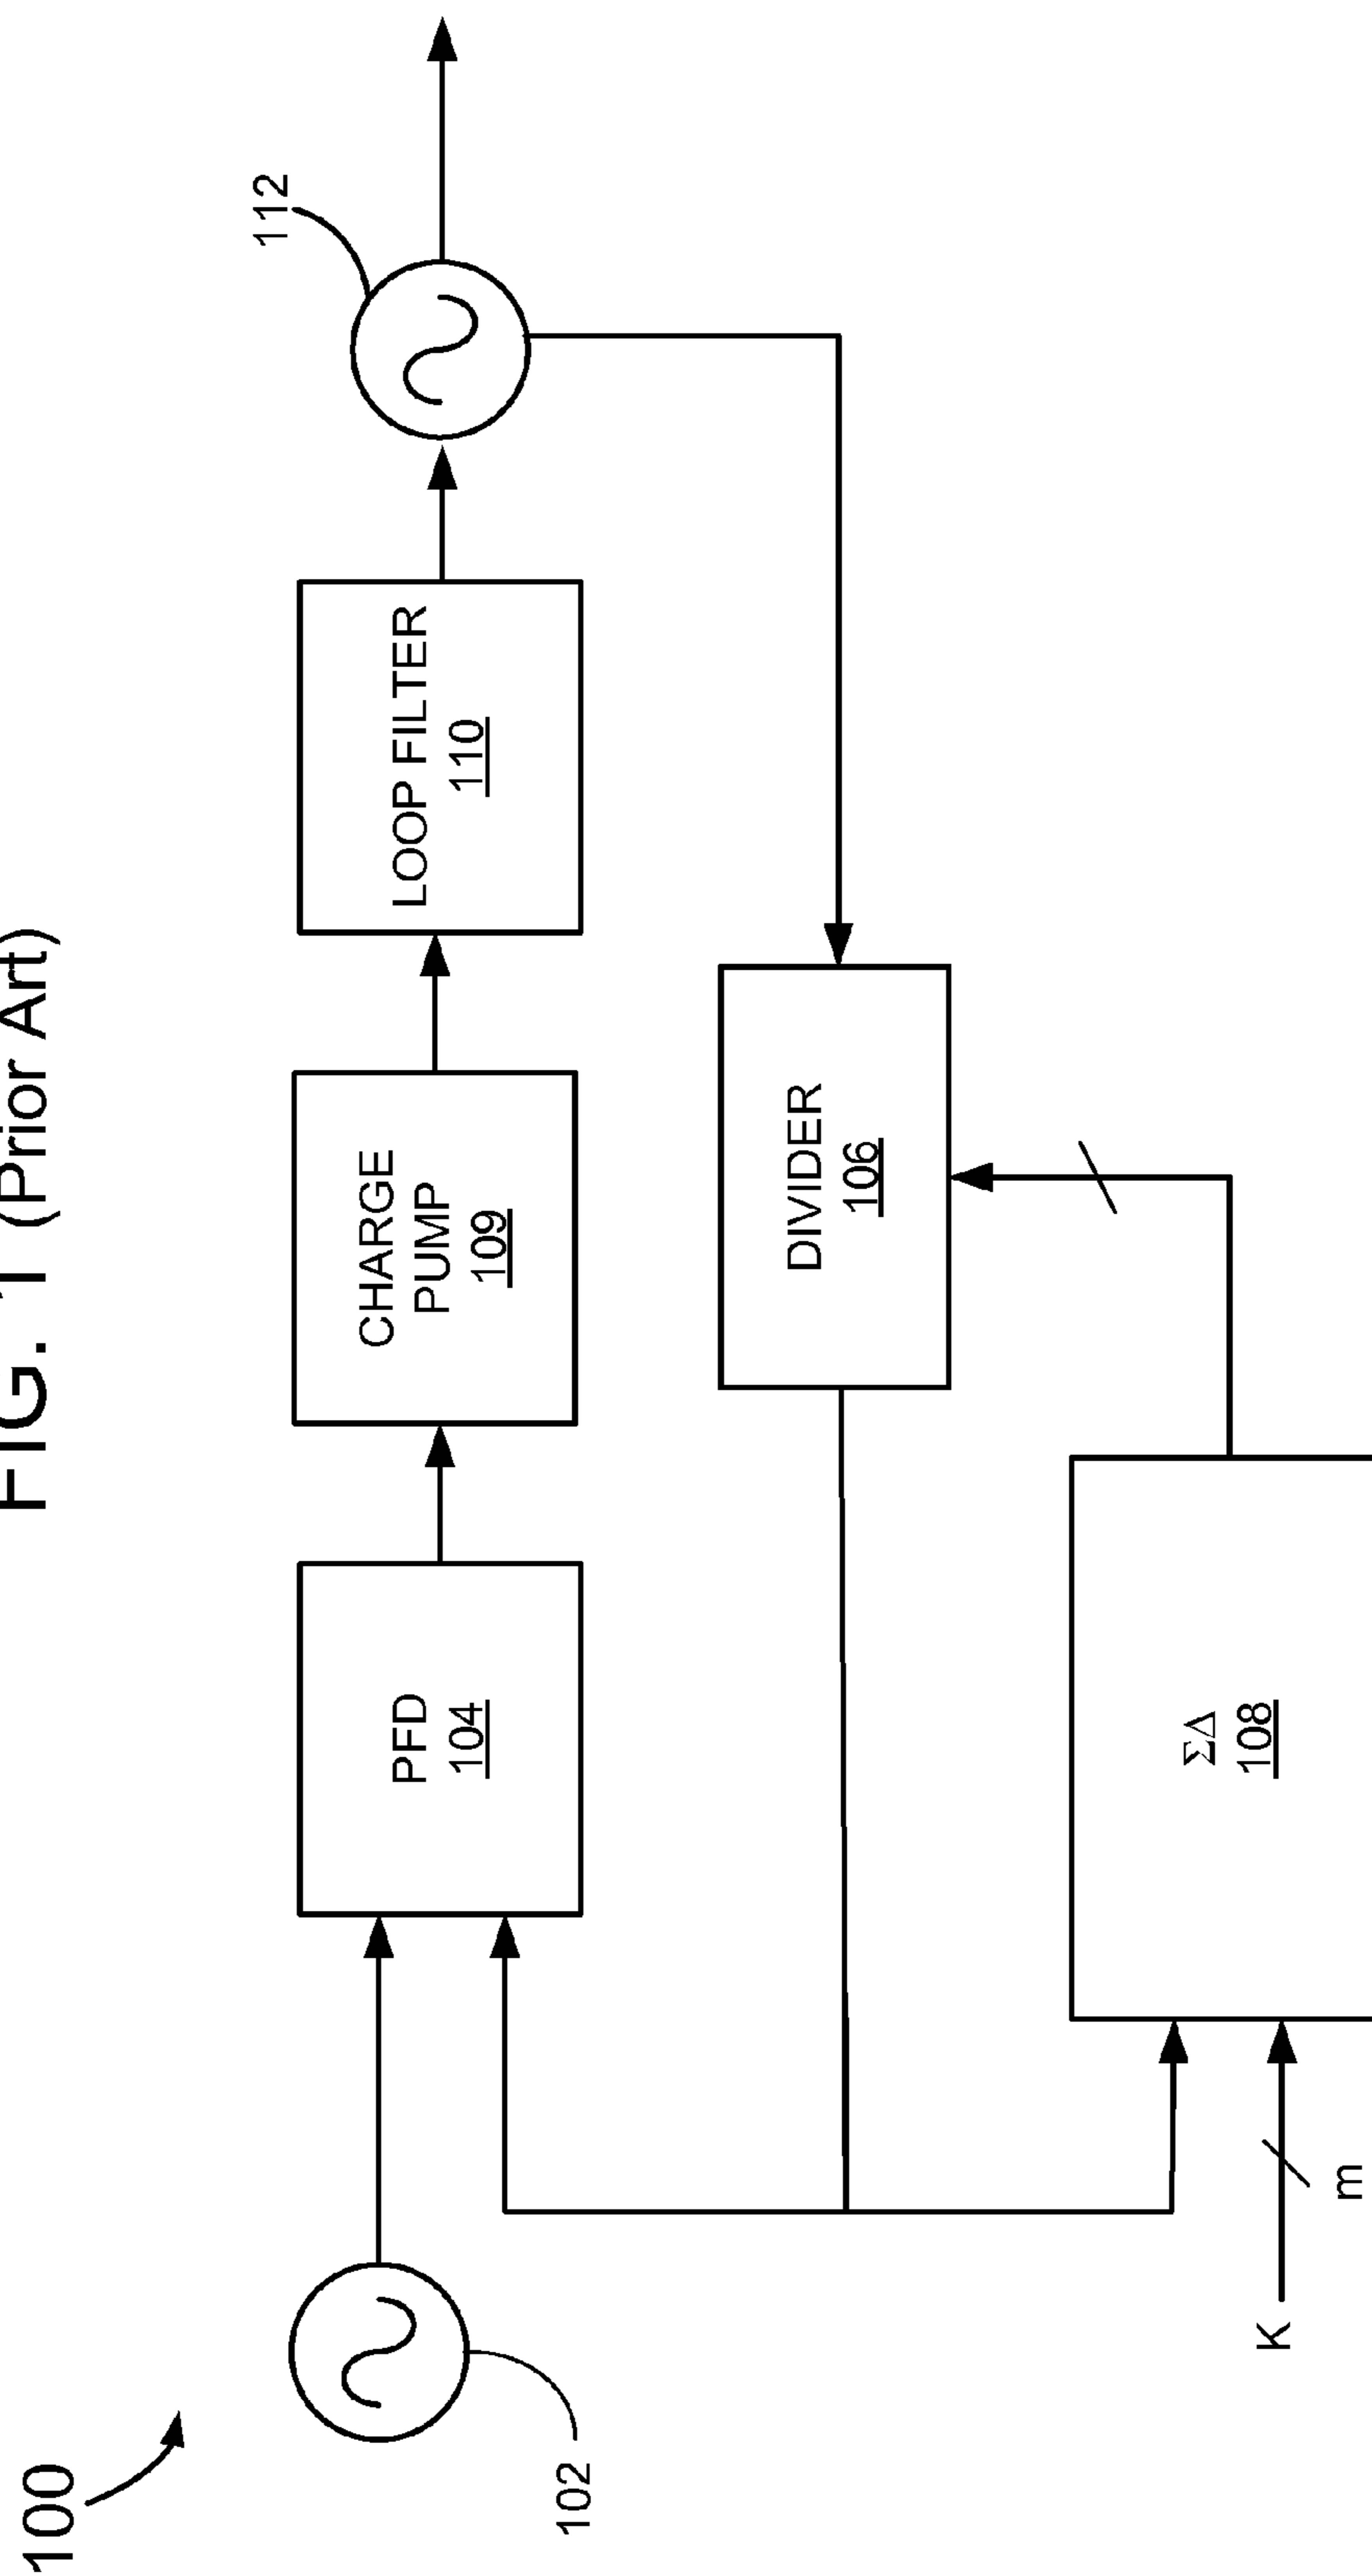 FIG. 1 (Prior Art)
100
102
PFD
104
CHARGE
PUMP
109
LOOP FILTER
110
112
DIVIDER
106
ΣΔ
108
K
m